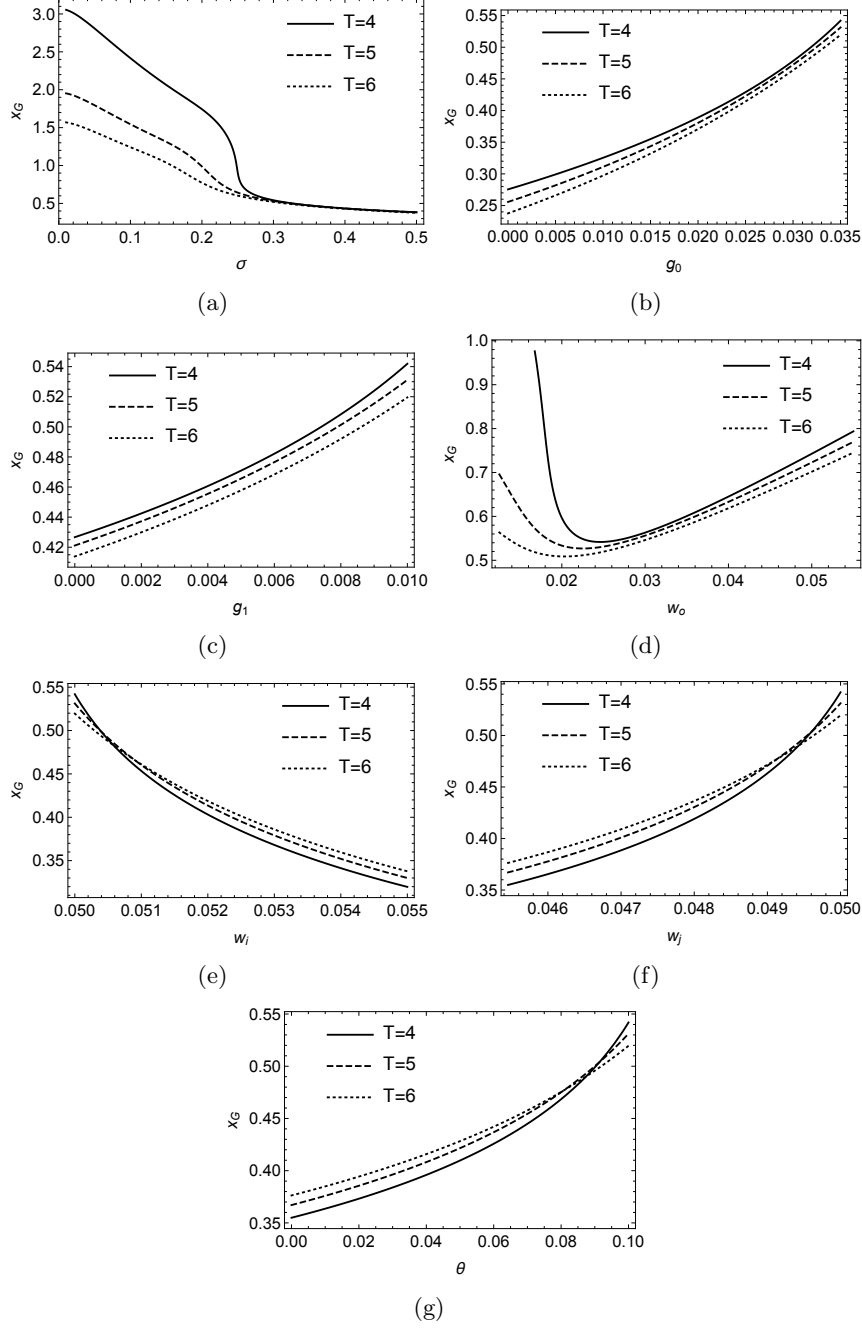 3.0
2.5
2.0
1.5
1.0
0.5
0.0 0.1 0.2 0.3 0.4 0.5
x_G
σ
T=4
T=5
T=6
(a)
0.55
0.50
0.45
0.40
0.35
0.30
0.25
0.000 0.005 0.010 0.015 0.020 0.025 0.030 0.035
x_G
g_0
T=4
T=5
T=6
(b)
0.54
0.52
0.50
0.48
0.46
0.44
0.42
0.000 0.002 0.004 0.006 0.008 0.010
x_G
g_1
T=4
T=5
T=6
(c)
1.0
0.9
0.8
0.7
0.6
0.5
0.02 0.03 0.04 0.05
x_G
w_o
T=4
T=5
T=6
(d)
0.55
0.50
0.45
0.40
0.35
0.050 0.051 0.052 0.053 0.054 0.055
x_G
w_i
T=4
T=5
T=6
(e)
0.55
0.50
0.45
0.40
0.35
0.046 0.047 0.048 0.049 0.050
x_G
w_j
T=4
T=5
T=6
(f)
0.55
0.50
0.45
0.40
0.35
0.00 0.02 0.04 0.06 0.08 0.10
x_G
θ
T=4
T=5
T=6
(g)